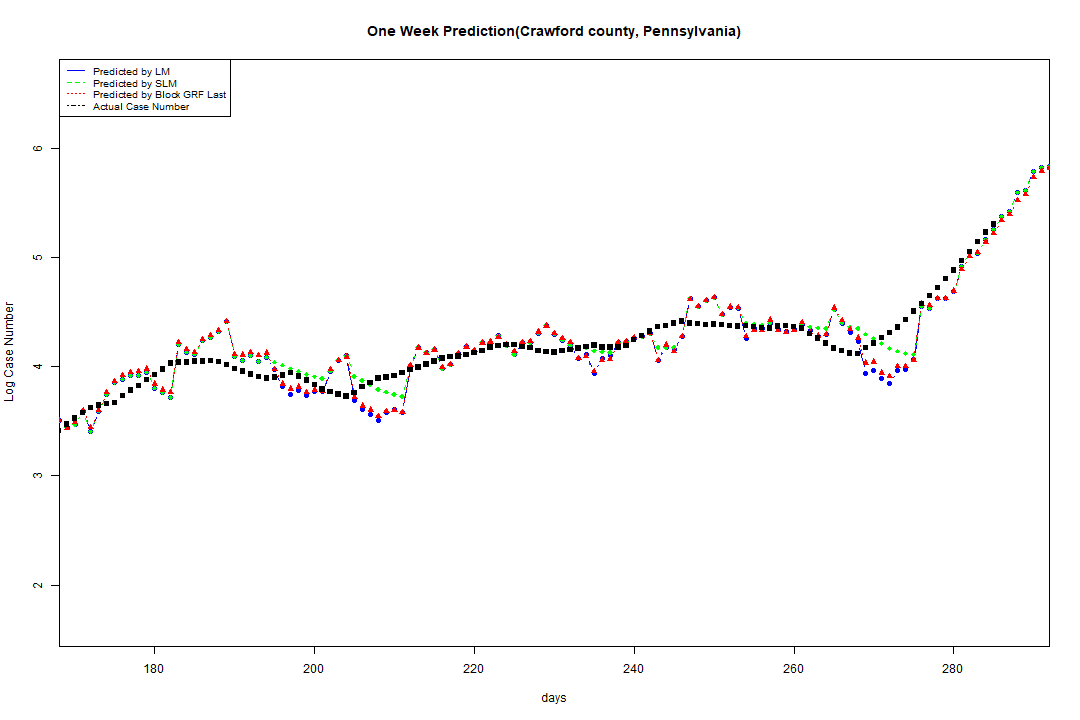 One Week Prediction(Crawford county, Pennsylvania)
Predicted by LM
Predicted by SLM
Predicted by Block GRF Last
Actual Case Number
6
5
4
3
2
Log Case Number
180 200 220 240 260 280
days